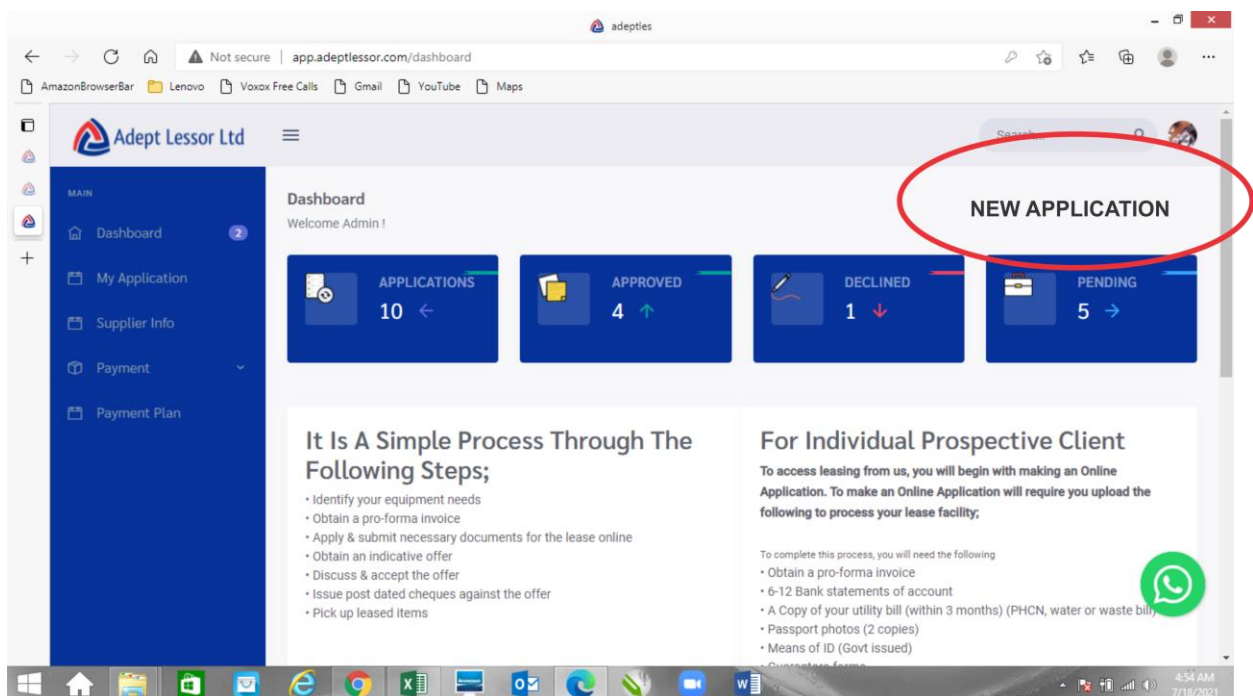 adeptles
Not secure | app.adeptlessor.com/dashboard
AmazonBrowserBar Lenovo Voxox Free Calls Gmail YouTube Maps
Adept Lessor Ltd
Search...
MAIN
Dashboard 2
My Application
Supplier Info
Payment
Payment Plan
Dashboard
Welcome Admin !
NEW APPLICATION
APPLICATIONS
10
APPROVED
4
DECLINED
1
PENDING
5
It Is A Simple Process Through The
Following Steps;
• Identify your equipment needs
• Obtain a pro-forma invoice
• Apply & submit necessary documents for the lease online
• Obtain an indicative offer
• Discuss & accept the offer
• Issue post dated cheques against the offer
• Pick up leased items
For Individual Prospective Client
To access leasing from us, you will begin with making an Online
Application. To make an Online Application will require you upload the
following to process your lease facility;
To complete this process, you will need the following
• Obtain a pro-forma invoice
• 6-12 Bank statements of account
• A Copy of your utility bill (within 3 months) (PHCN, water or waste bill)
• Passport photos (2 copies)
• Means of ID (Govt issued)
4:54 AM
7/18/2021